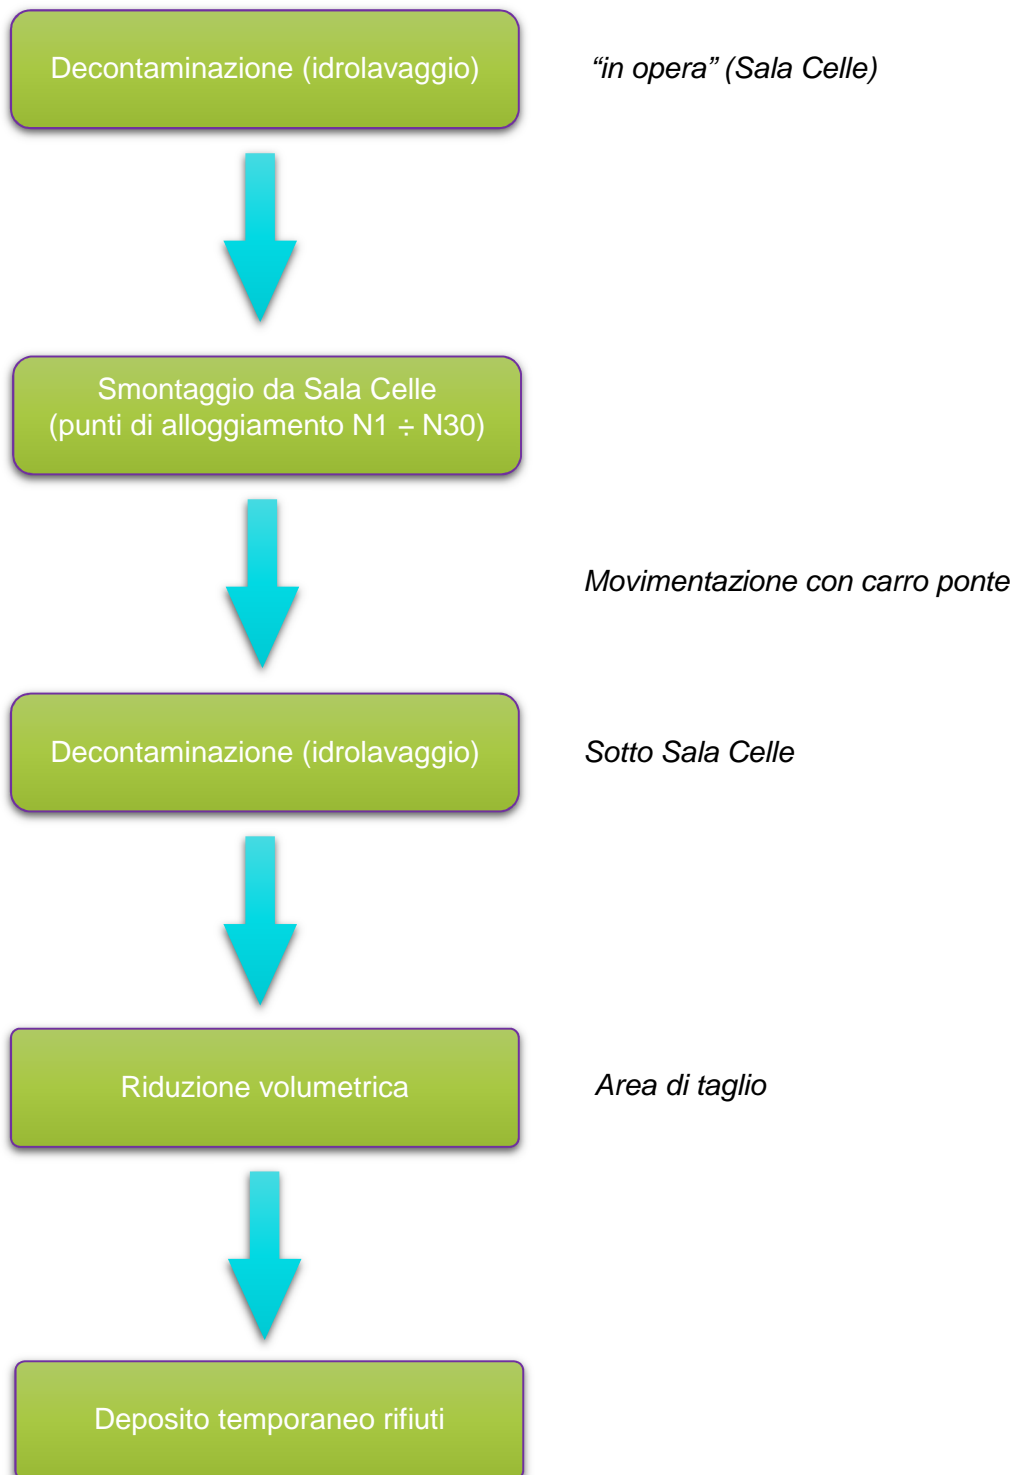 Decontaminazione (idrolavaggio)
“in opera” (Sala Celle)
Smontaggio da Sala Celle
(punti di alloggiamento N1 ÷ N30)
Movimentazione con carro ponte
Decontaminazione (idrolavaggio)
Sotto Sala Celle
Riduzione volumetrica
Area di taglio
Deposito temporaneo rifiuti